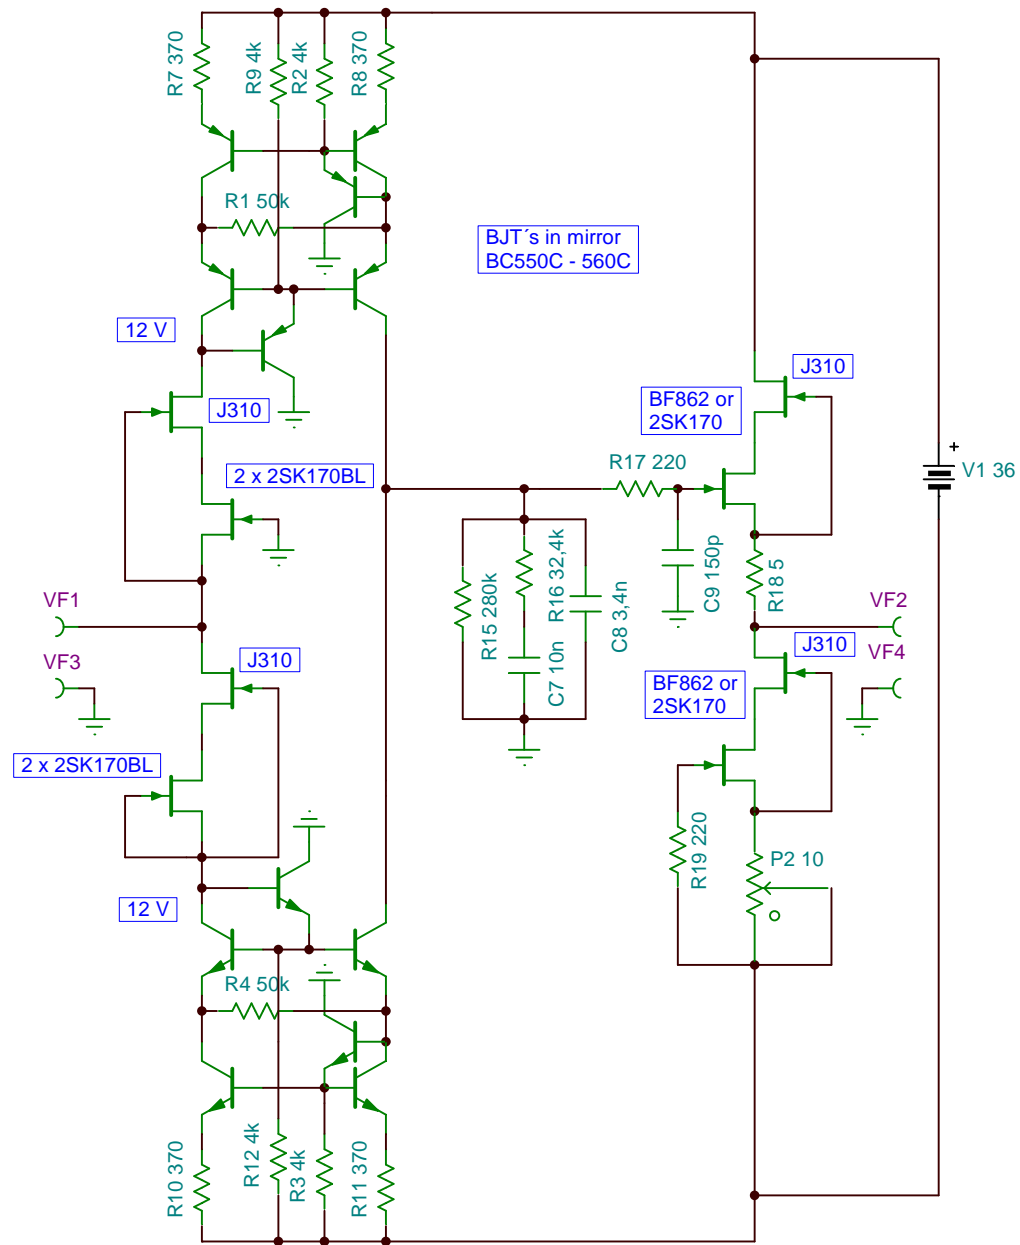 R7 370
R9 4k
R2 4k
R8 370
R1 50k
BJT´s in mirror
BC550C - 560C
12 V
J310
J310
BF862 or
2SK170
2 x 2SK170BL
R17 220
+
V1 36
C9 150p
R18 5
R15 280k
R16 32,4k
C7 10n
C8 3,4n
VF1
VF2
VF3
J310
J310
VF4
BF862 or
2SK170
2 x 2SK170BL
R19 220
P2 10
12 V
R4 50k
R10 370
R12 4k
R3 4k
R11 370